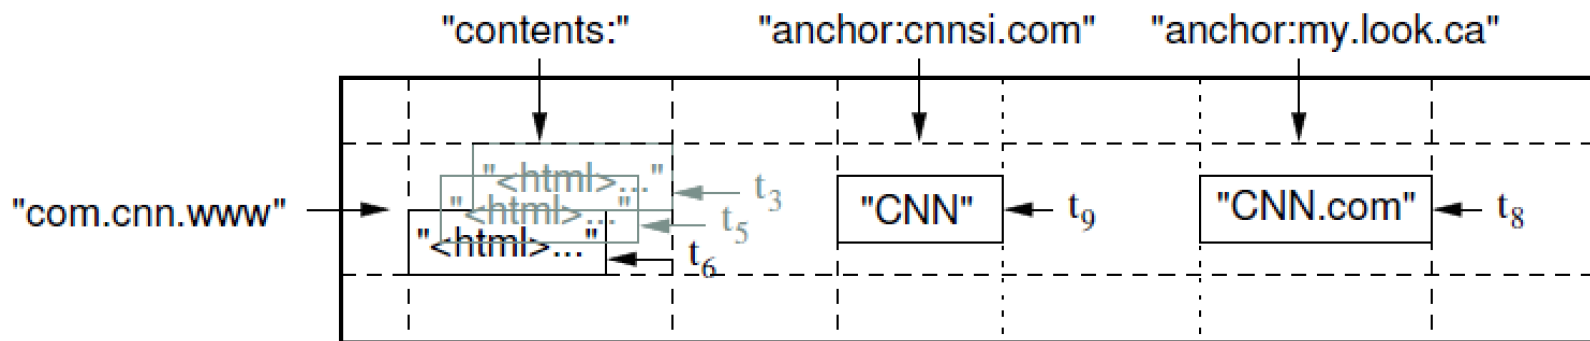 "contents:" "anchor:cnnsi.com" "anchor:my.look.ca"
"<html>..." t3
"com.cnn.www" "<html>..." t5 "CNN" t9 "CNN.com" t8
"<html>..." t6